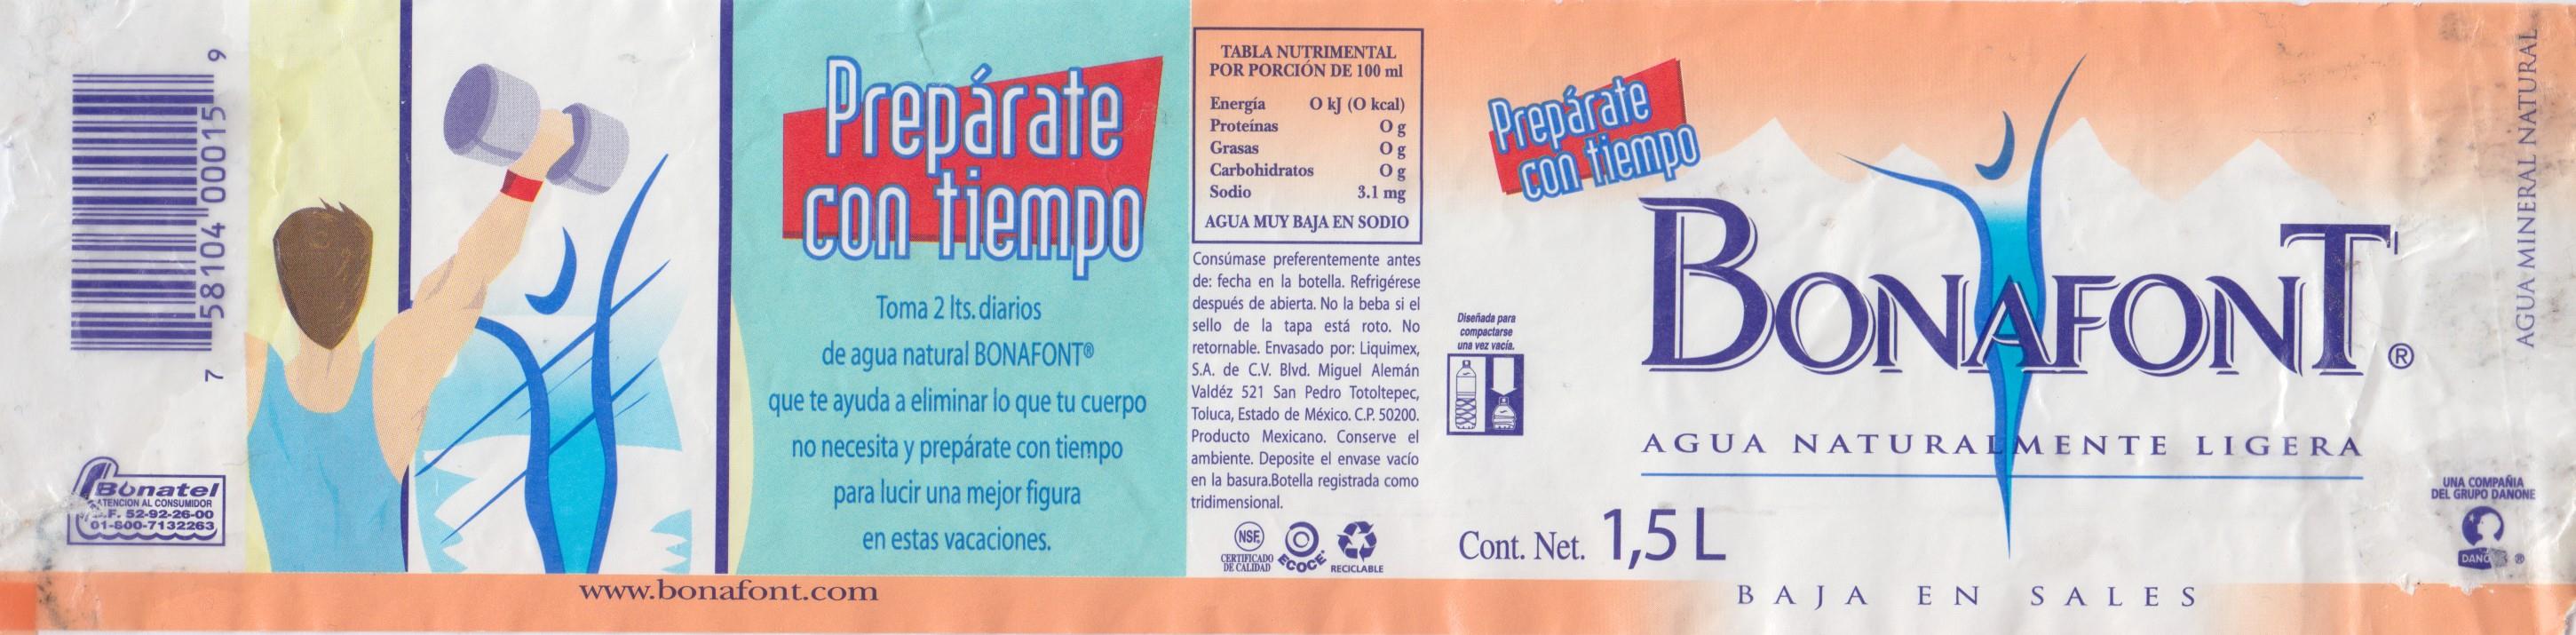 7 58104 00015 9
Bonatel
ATENCION AL CONSUMIDOR
D.F. 52-92-26-00
01-800-7132263
www.bonafont.com
Prepárate
con tiempo
Toma 2 lts. diarios
de agua natural BONAFONT®
que te ayuda a eliminar lo que tu cuerpo
no necesita y prepárate con tiempo
para lucir una mejor figura
en estas vacaciones.
TABLA NUTRIMENTAL
POR PORCIÓN DE 100 ml
Energía O kJ (O kcal)
Proteínas O g
Grasas O g
Carbohidratos O g
Sodio 3.1 mg
AGUA MUY BAJA EN SODIO
Consúmase preferentemente antes
de: fecha en la botella. Refrigérese
después de abierta. No la beba si el
sello de la tapa está roto. No
retornable. Envasado por: Liquimex,
S.A. de C.V. Blvd. Miguel Alemán
Valdéz 521 San Pedro Totoltepec,
Toluca, Estado de México. C.P. 50200.
Producto Mexicano. Conserve el
ambiente. Deposite el envase vacío
en la basura.Botella registrada como
tridimensional.
NSF.
CERTIFICADO
DE CALIDAD
ECOCE
RECICLABLE
Prepárate
con tiempo
Diseñada para
compactarse
una vez vacía.
BONAFONT®
AGUA NATURALMENTE LIGERA
Cont. Net. 1,5 L
BAJA EN SALES
AGUA MINERAL NATURAL
UNA COMPAÑIA
DEL GRUPO DANONE